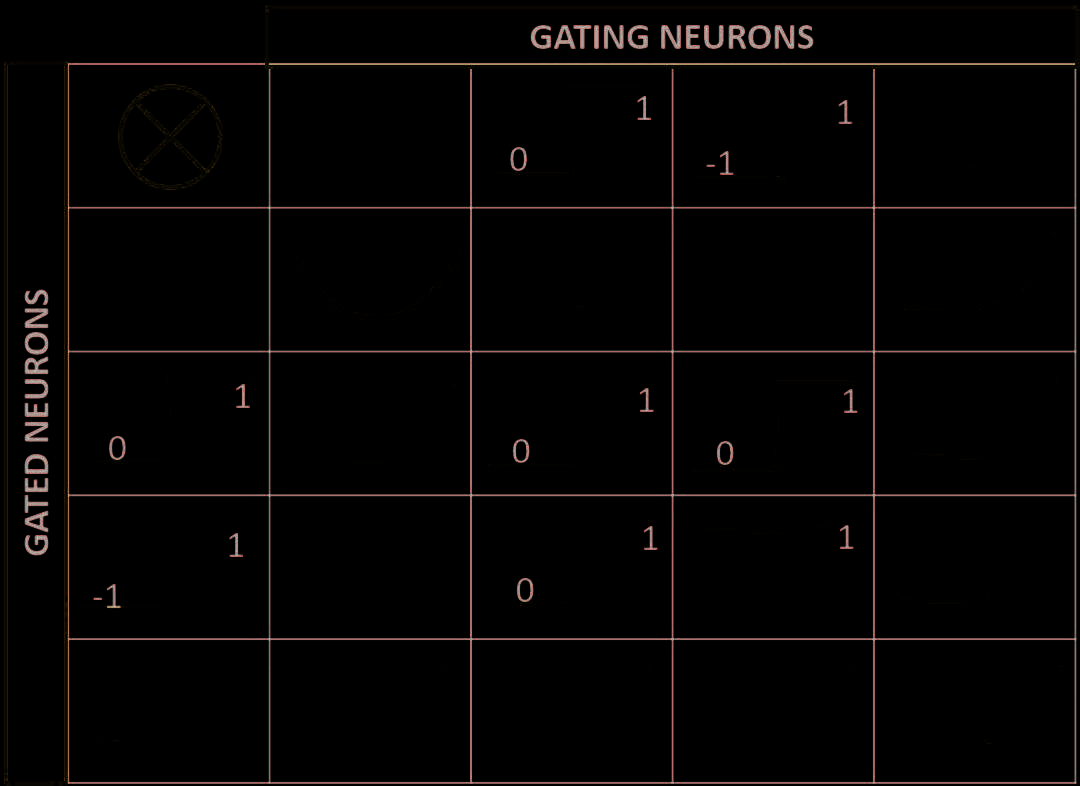 GATING NEURONS
GATED NEURONS
1 1
0 -1
1 1 1
0 0 0
1 1 1
-1 0